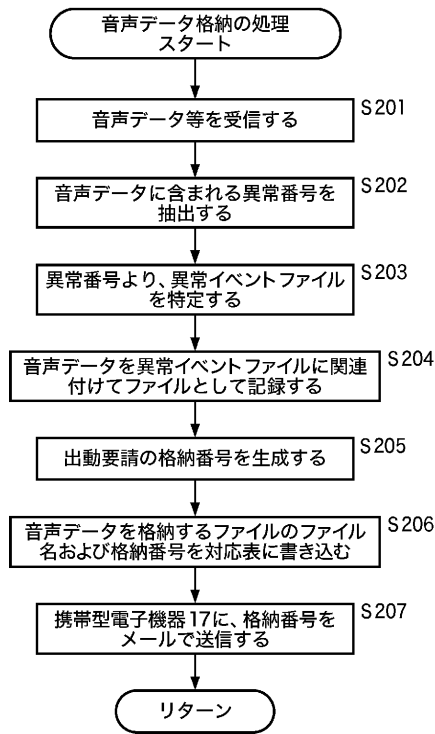 音声データ格納の処理
スタート
S201
音声データ等を受信する
S202
音声データに含まれる異常番号を
抽出する
S203
異常番号より、異常イベントファイル
を特定する
S204
音声データを異常イベントファイルに関連
付けてファイルとして記録する
S205
出動要請の格納番号を生成する
S206
音声データを格納するファイルのファイル
名および格納番号を対応表に書き込む
S207
携帯型電子機器17に、格納番号を
メールで送信する
リターン